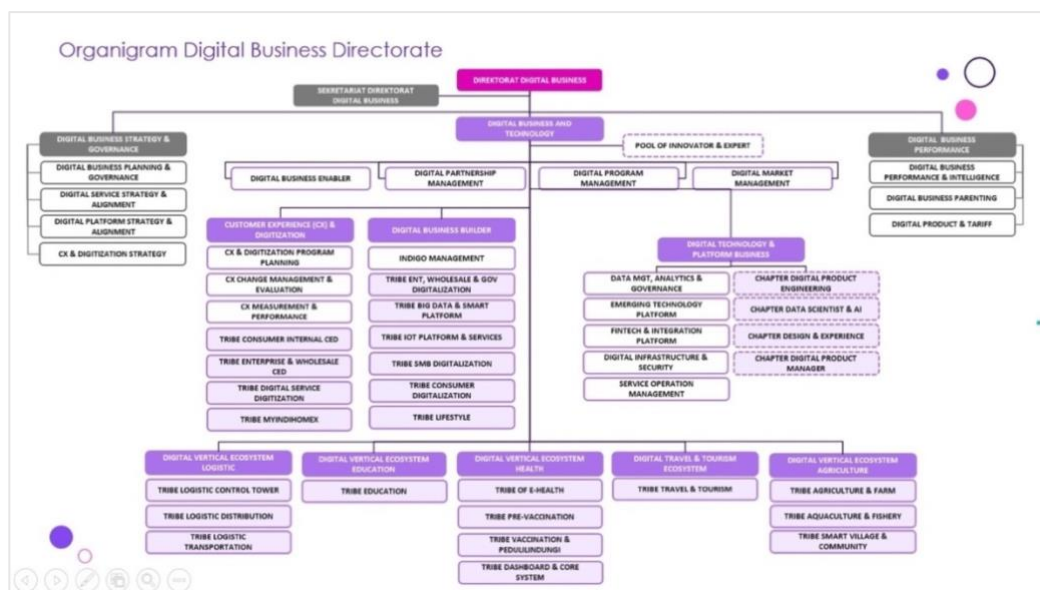 Organigram Digital Business Directorate
DIREKTORAT DIGITAL BUSINESS
SEKRETARIAT DIREKTORAT
DIGITAL BUSINESS
DIGITAL BUSINESS STRATEGY &
GOVERNANCE
DIGITAL BUSINESS PLANNING &
GOVERNANCE
DIGITAL SERVICE STRATEGY &
ALIGNMENT
DIGITAL PLATFORM STRATEGY &
ALIGNMENT
CX & DIGITIZATION STRATEGY
DIGITAL BUSINESS AND
TECHNOLOGY
POOL OF INNOVATOR & EXPERT
DIGITAL BUSINESS
PERFORMANCE
DIGITAL BUSINESS
PERFORMANCE & INTELLIGENCE
DIGITAL BUSINESS PARENTING
DIGITAL PRODUCT & TARIFF
DIGITAL BUSINESS ENABLER
DIGITAL PARTNERSHIP
MANAGEMENT
DIGITAL PROGRAM
MANAGEMENT
DIGITAL MARKET
MANAGEMENT
CUSTOMER EXPERIENCE (CX) &
DIGITIZATION
CX & DIGITIZATION PROGRAM
PLANNING
CX CHANGE MANAGEMENT &
EVALUATION
CX MEASUREMENT &
PERFORMANCE
TRIBE CONSUMER INTERNAL CED
TRIBE ENTERPRISE & WHOLESALE
CED
TRIBE DIGITAL SERVICE
DIGITIZATION
TRIBE MYINDIHOMEX
DIGITAL BUSINESS BUILDER
INDIGO MANAGEMENT
TRIBE ENT, WHOLESALE & GOV
DIGITALIZATION
TRIBE BIG DATA & SMART
PLATFORM
TRIBE IOT PLATFORM & SERVICES
TRIBE SMB DIGITALIZATION
TRIBE CONSUMER
DIGITALIZATION
TRIBE LIFESTYLE
DIGITAL TECHNOLOGY &
PLATFORM BUSINESS
DATA MGT, ANALYTICS &
GOVERNANCE
EMERGING TECHNOLOGY
PLATFORM
FINTECH & INTEGRATION
PLATFORM
DIGITAL INFRASTRUCTURE &
SECURITY
SERVICE OPERATION
MANAGEMENT
CHAPTER DIGITAL PRODUCT
ENGINEERING
CHAPTER DATA SCIENTIST & AI
CHAPTER DESIGN & EXPERIENCE
CHAPTER DIGITAL PRODUCT
MANAGER
DIGITAL VERTICAL ECOSYSTEM
LOGISTIC
TRIBE LOGISTIC CONTROL TOWER
TRIBE LOGISTIC DISTRIBUTION
TRIBE LOGISTIC
TRANSPORTATION
DIGITAL VERTICAL ECOSYSTEM
EDUCATION
TRIBE EDUCATION
DIGITAL VERTICAL ECOSYSTEM
HEALTH
TRIBE OF E-HEALTH
TRIBE PRE-VACCINATION
TRIBE VACCINATION &
PEDULILINDUNGI
TRIBE DASHBOARD & CORE
SYSTEM
DIGITAL TRAVEL & TOURISM
ECOSYSTEM
TRIBE TRAVEL & TOURISM
DIGITAL VERTICAL ECOSYSTEM
AGRICULTURE
TRIBE AGRICULTURE & FARM
TRIBE AQUACULTURE & FISHERY
TRIBE SMART VILLAGE &
COMMUNITY